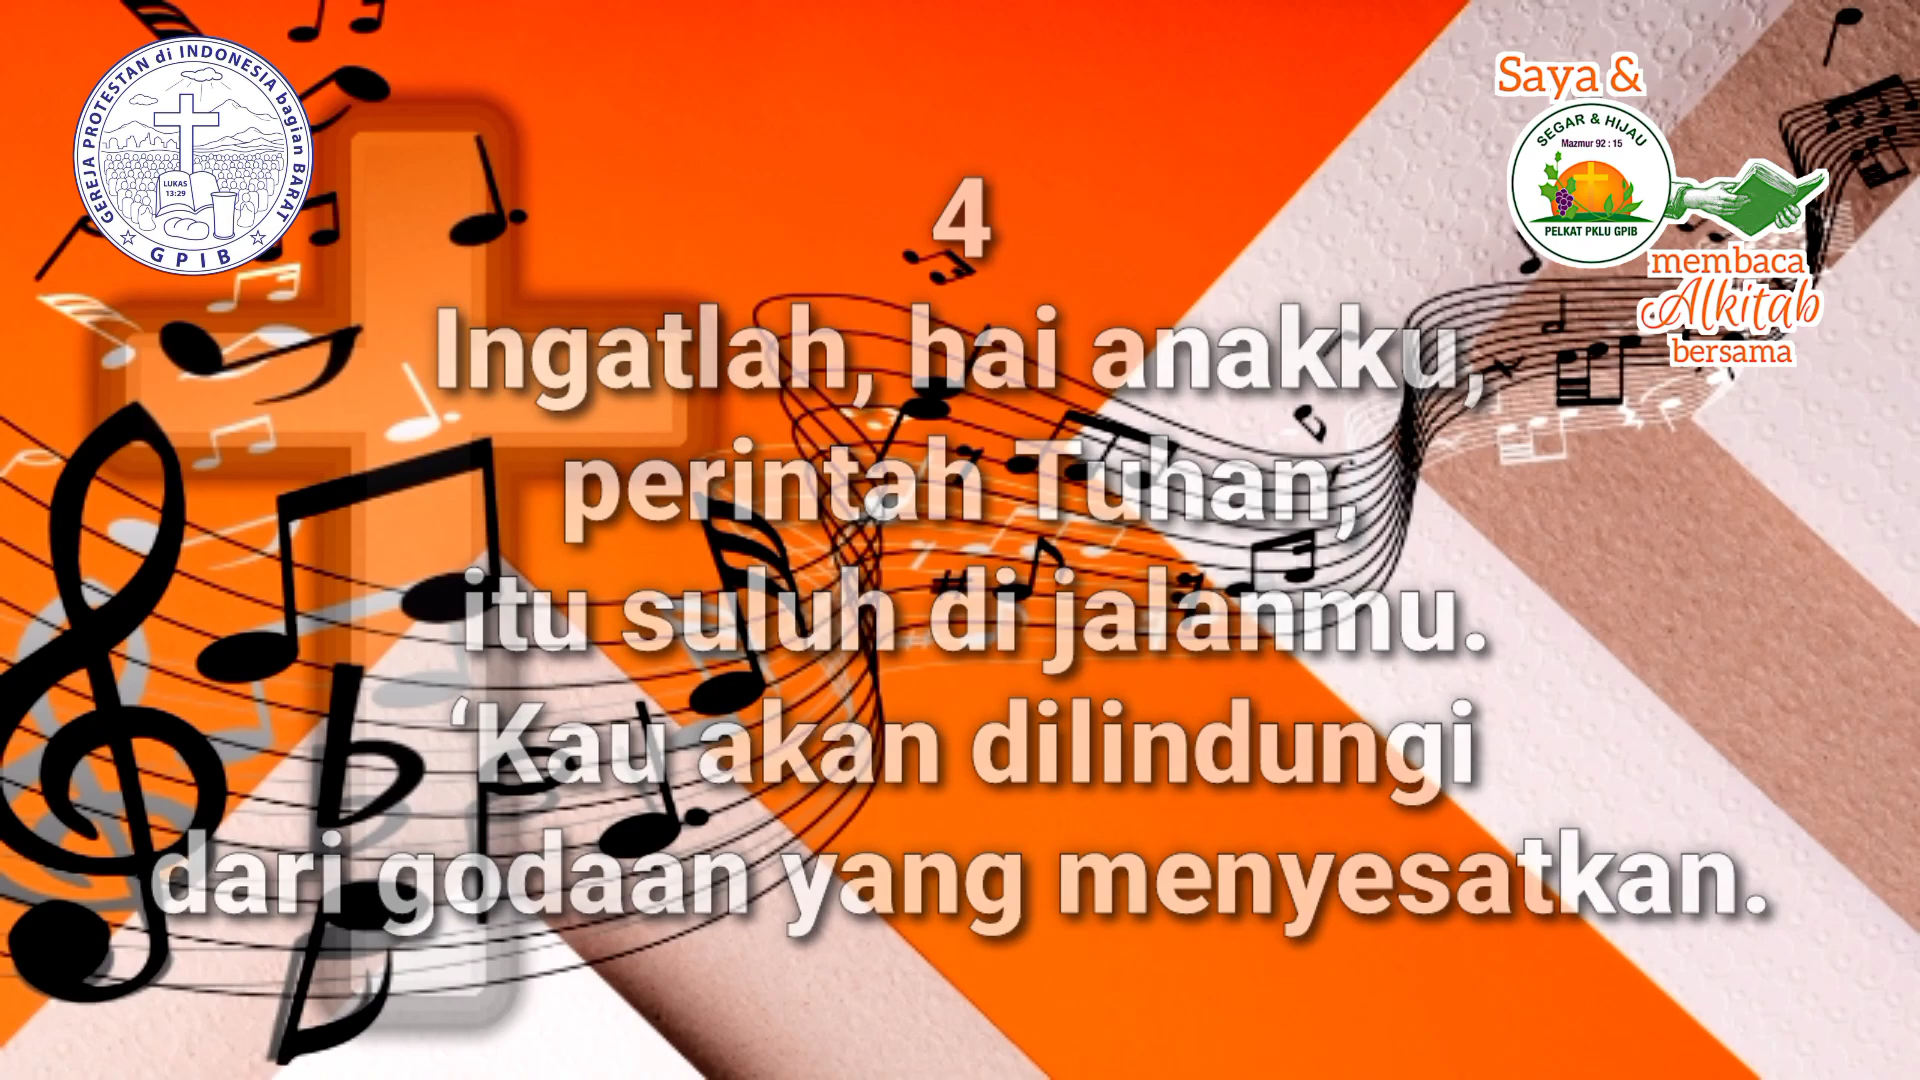 GEREJA PROTESTAN di INDONESIA bagian BARAT
LUKAS
13:29
GPIB
Saya &
SEGAR & HIJAU
Mazmur 92 : 15
PELKAT PKLU GPIB
membaca
Alkitab
bersama
4
Ingatlah, hai anakku,
perintah Tuhan,
itu suluh di jalanmu.
‘Kau akan dilindungi
dari godaan yang menyesatkan.